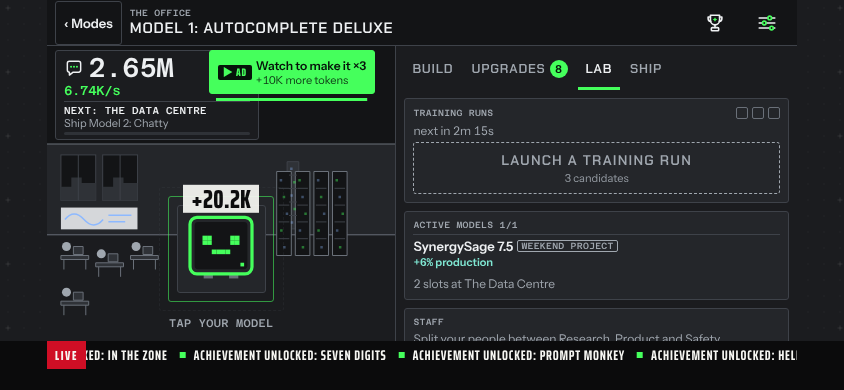 ‹ Modes
THE OFFICE
MODEL 1: AUTOCOMPLETE DELUXE
2.65M
6.74K/s
NEXT: THE DATA CENTRE
Ship Model 2: Chatty
AD
Watch to make it ×3
+10K more tokens
+20.2K
TAP YOUR MODEL
BUILD
UPGRADES 8
LAB
SHIP
TRAINING RUNS
next in 2m 15s
LAUNCH A TRAINING RUN
3 candidates
ACTIVE MODELS 1/1
SynergySage 7.5 WEEKEND PROJECT
+6% production
2 slots at The Data Centre
STAFF
Split your people between Research, Product and Safety
LIVE
KED: IN THE ZONE ACHIEVEMENT UNLOCKED: SEVEN DIGITS ACHIEVEMENT UNLOCKED: PROMPT MONKEY ACHIEVEMENT UNLOCKED: HEL